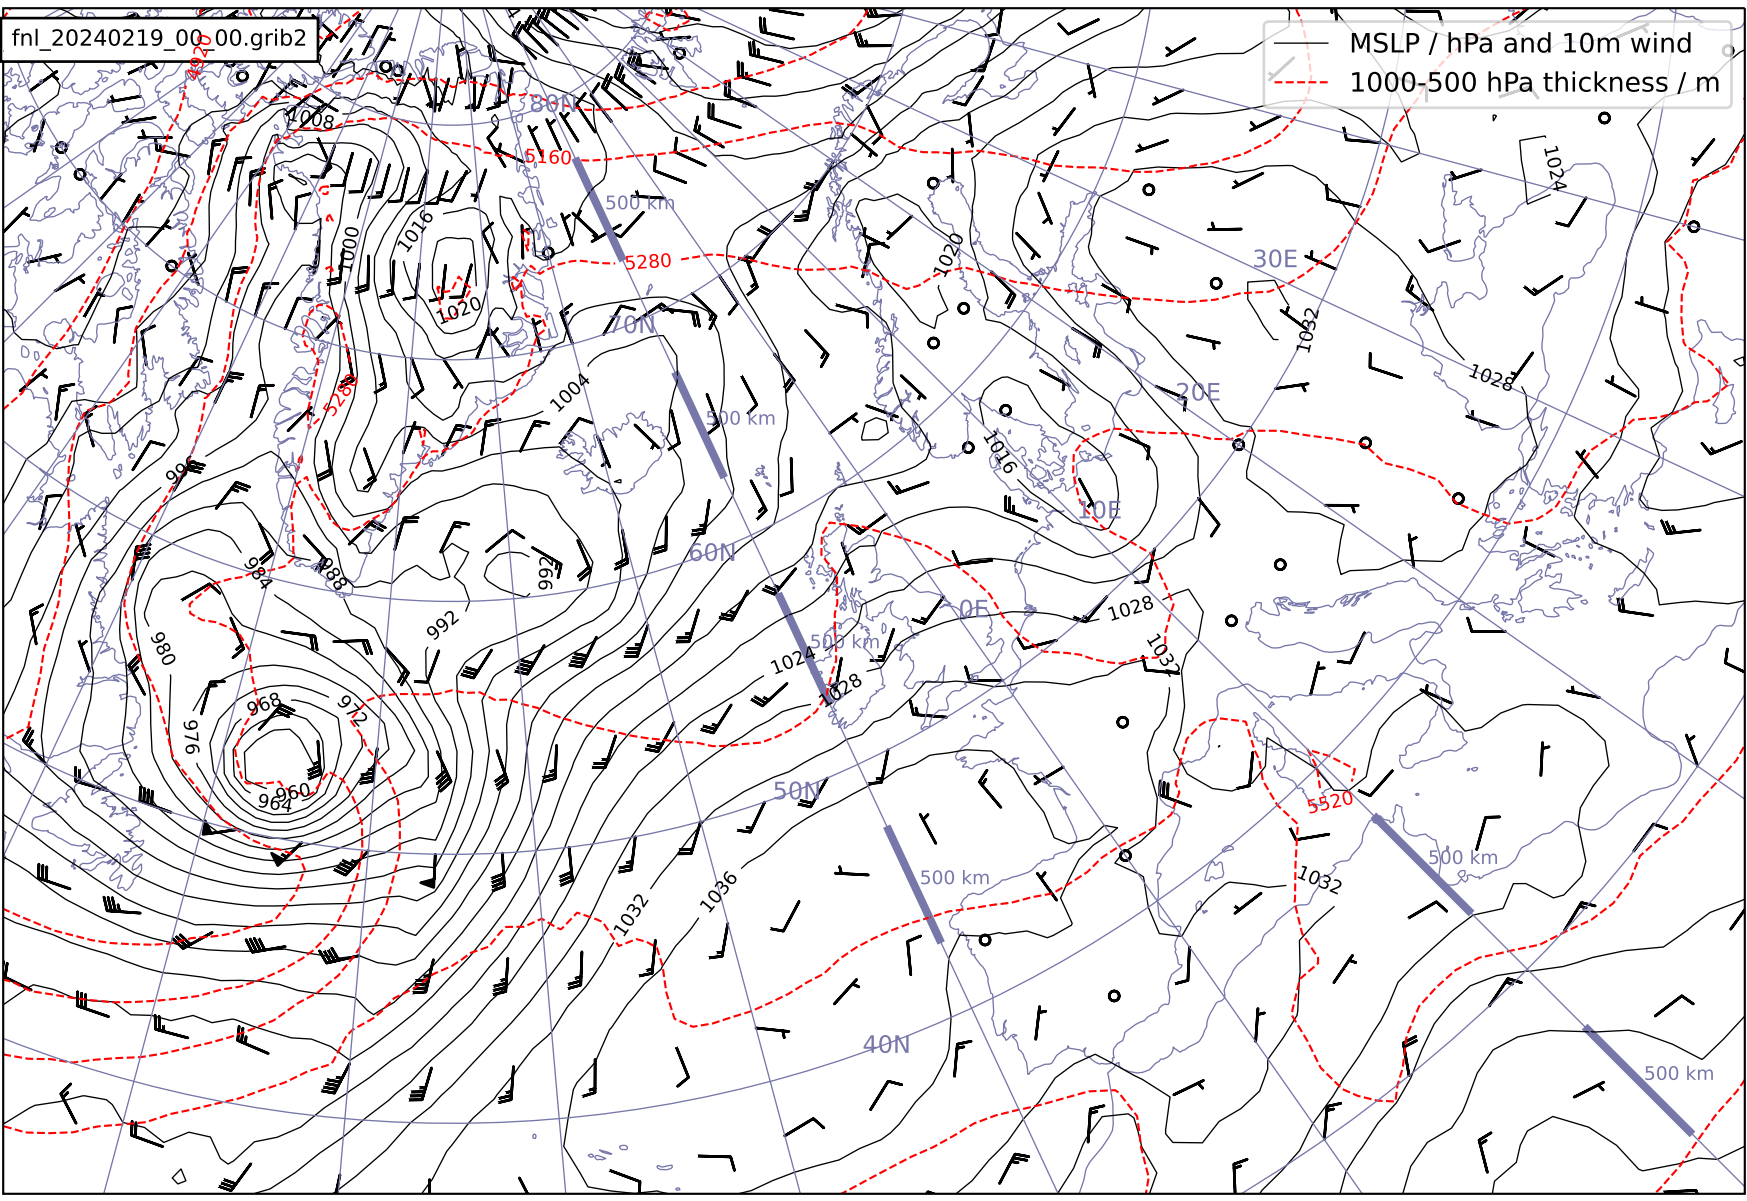 fnl_20240219_00_00.grib2
MSLP / hPa and 10m wind
1000-500 hPa thickness / m
4920
1008
80N
5160
1024
500 km
1016
1000
1020
5280
30E
1020
70N
1032
1028
5280
1004
20E
500 km
1016
996
10E
60N
984
988
992
0E
1028
992
980
500 km
1024
1032
1028
968
972
976
50N
960
964
5520
500 km
500 km
1032
1036
1032
40N
500 km